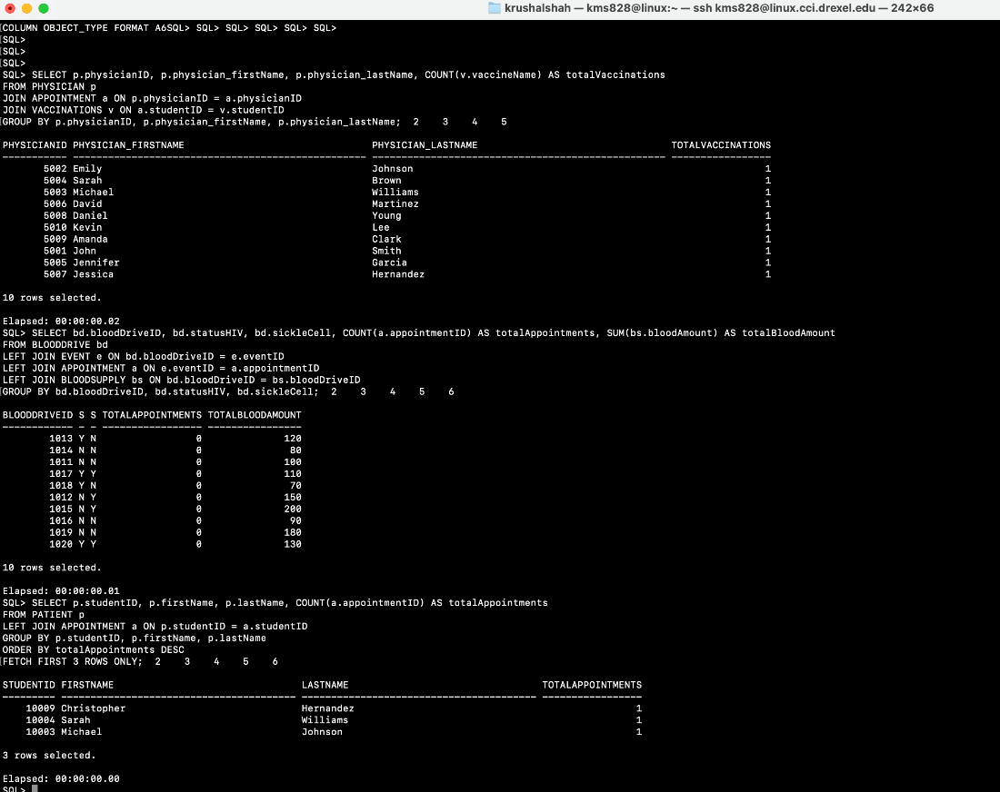 krushalshah — kms828@linux:~ — ssh kms828@linux.cci.drexel.edu — 242×66
[COLUMN OBJECT_TYPE FORMAT A6SQL> SQL> SQL> SQL> SQL> SQL>
[SQL>
[SQL>
[SQL>
SQL> SELECT p.physicianID, p.physician_firstName, p.physician_lastName, COUNT(v.vaccineName) AS totalVaccinations
FROM PHYSICIAN p
JOIN APPOINTMENT a ON p.physicianID = a.physicianID
JOIN VACCINATIONS v ON a.studentID = v.studentID
[GROUP BY p.physicianID, p.physician_firstName, p.physician_lastName;  2    3    4    5
PHYSICIANID PHYSICIAN_FIRSTNAME PHYSICIAN_LASTNAME TOTALVACCINATIONS
----------- -------------------------------------------------- -------------------------------------------------- -----------------
5002 Emily Johnson 1
5004 Sarah Brown 1
5003 Michael Williams 1
5006 David Martinez 1
5008 Daniel Young 1
5010 Kevin Lee 1
5009 Amanda Clark 1
5001 John Smith 1
5005 Jennifer Garcia 1
5007 Jessica Hernandez 1
10 rows selected.
Elapsed: 00:00:00.02
SQL> SELECT bd.bloodDriveID, bd.statusHIV, bd.sickleCell, COUNT(a.appointmentID) AS totalAppointments, SUM(bs.bloodAmount) AS totalBloodAmount
FROM BLOODDRIVE bd
LEFT JOIN EVENT e ON bd.bloodDriveID = e.eventID
LEFT JOIN APPOINTMENT a ON e.eventID = a.appointmentID
LEFT JOIN BLOODSUPPLY bs ON bd.bloodDriveID = bs.bloodDriveID
[GROUP BY bd.bloodDriveID, bd.statusHIV, bd.sickleCell;  2    3    4    5    6
BLOODDRIVEID S S TOTALAPPOINTMENTS TOTALBLOODAMOUNT
------------ - - ----------------- ----------------
1013 Y N 0 120
1014 N N 0 80
1011 N N 0 100
1017 Y Y 0 110
1018 Y N 0 70
1012 N Y 0 150
1015 N Y 0 200
1016 N N 0 90
1019 N N 0 180
1020 Y Y 0 130
10 rows selected.
Elapsed: 00:00:00.01
SQL> SELECT p.studentID, p.firstName, p.lastName, COUNT(a.appointmentID) AS totalAppointments
FROM PATIENT p
LEFT JOIN APPOINTMENT a ON p.studentID = a.studentID
GROUP BY p.studentID, p.firstName, p.lastName
ORDER BY totalAppointments DESC
[FETCH FIRST 3 ROWS ONLY;  2    3    4    5    6
STUDENTID FIRSTNAME LASTNAME TOTALAPPOINTMENTS
--------- ---------------------------------------- ---------------------------------------- -----------------
10009 Christopher Hernandez 1
10004 Sarah Williams 1
10003 Michael Johnson 1
3 rows selected.
Elapsed: 00:00:00.00
SQL>